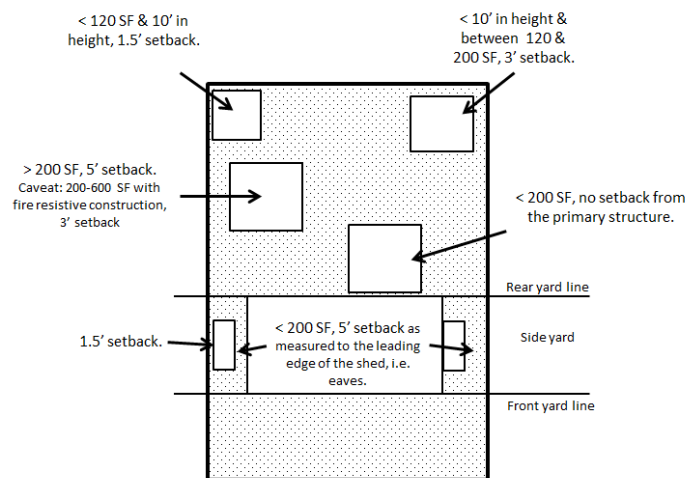 < 120 SF & 10’ in
height, 1.5’ setback.
< 10’ in height &
between 120 &
200 SF, 3’ setback.
> 200 SF, 5’ setback.
Caveat: 200-600 SF with
fire resistive construction,
3’ setback
< 200 SF, no setback from
the primary structure.
Rear yard line
1.5’ setback.
< 200 SF, 5’ setback as
measured to the leading
edge of the shed, i.e.
eaves.
Side yard
Front yard line